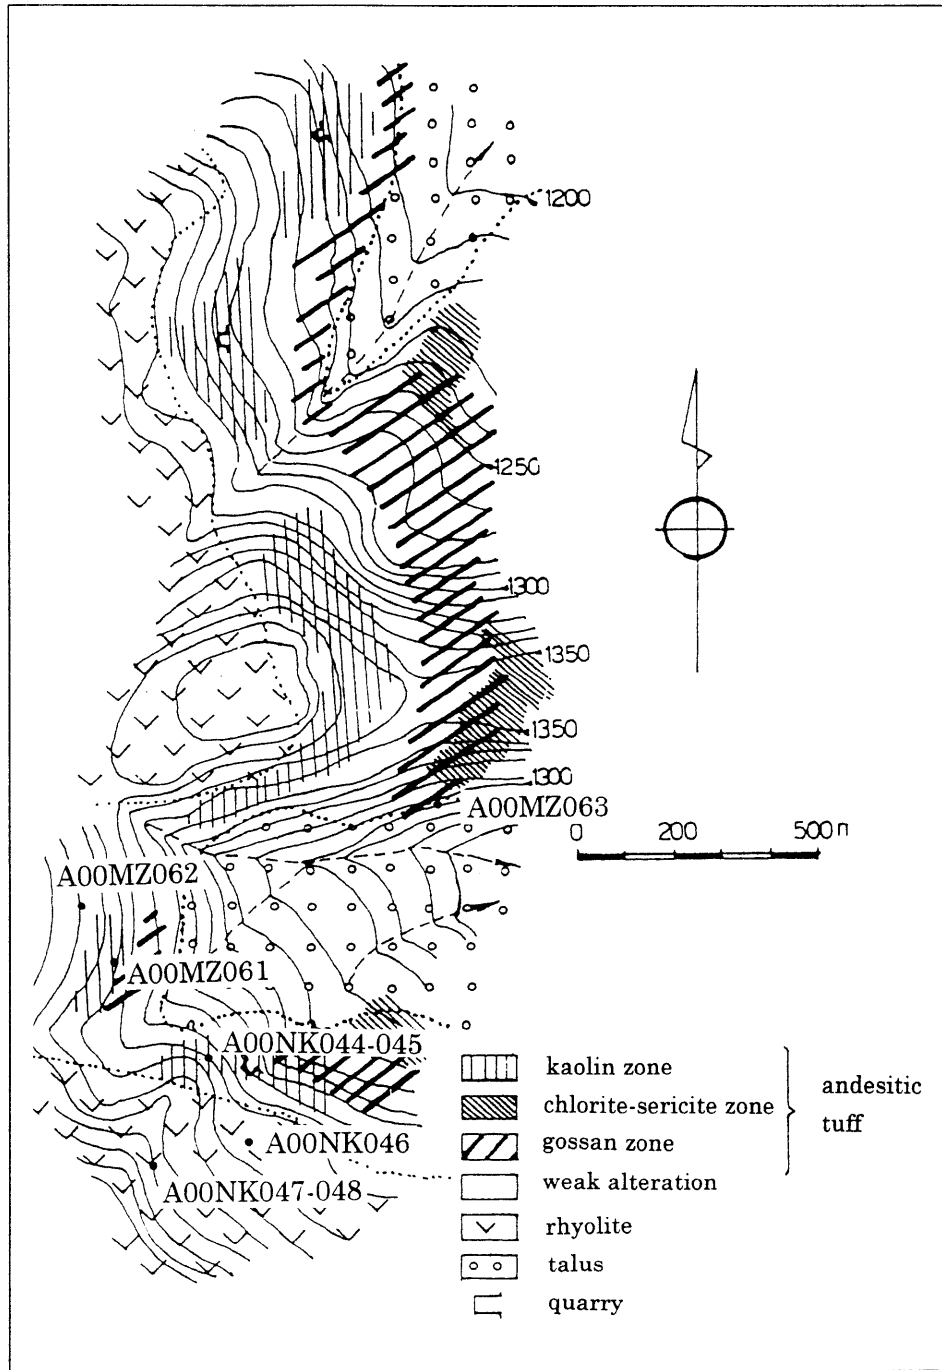 1200
1250
1300
1350
1350
1300
A00MZ063
0 200 500 m
A00MZ062
A00MZ061
A00NK044-045
A00NK046
A00NK047-048
kaolin zone
chlorite-sericite zone
gossan zone
weak alteration
andesitic
tuff
rhyolite
talus
quarry